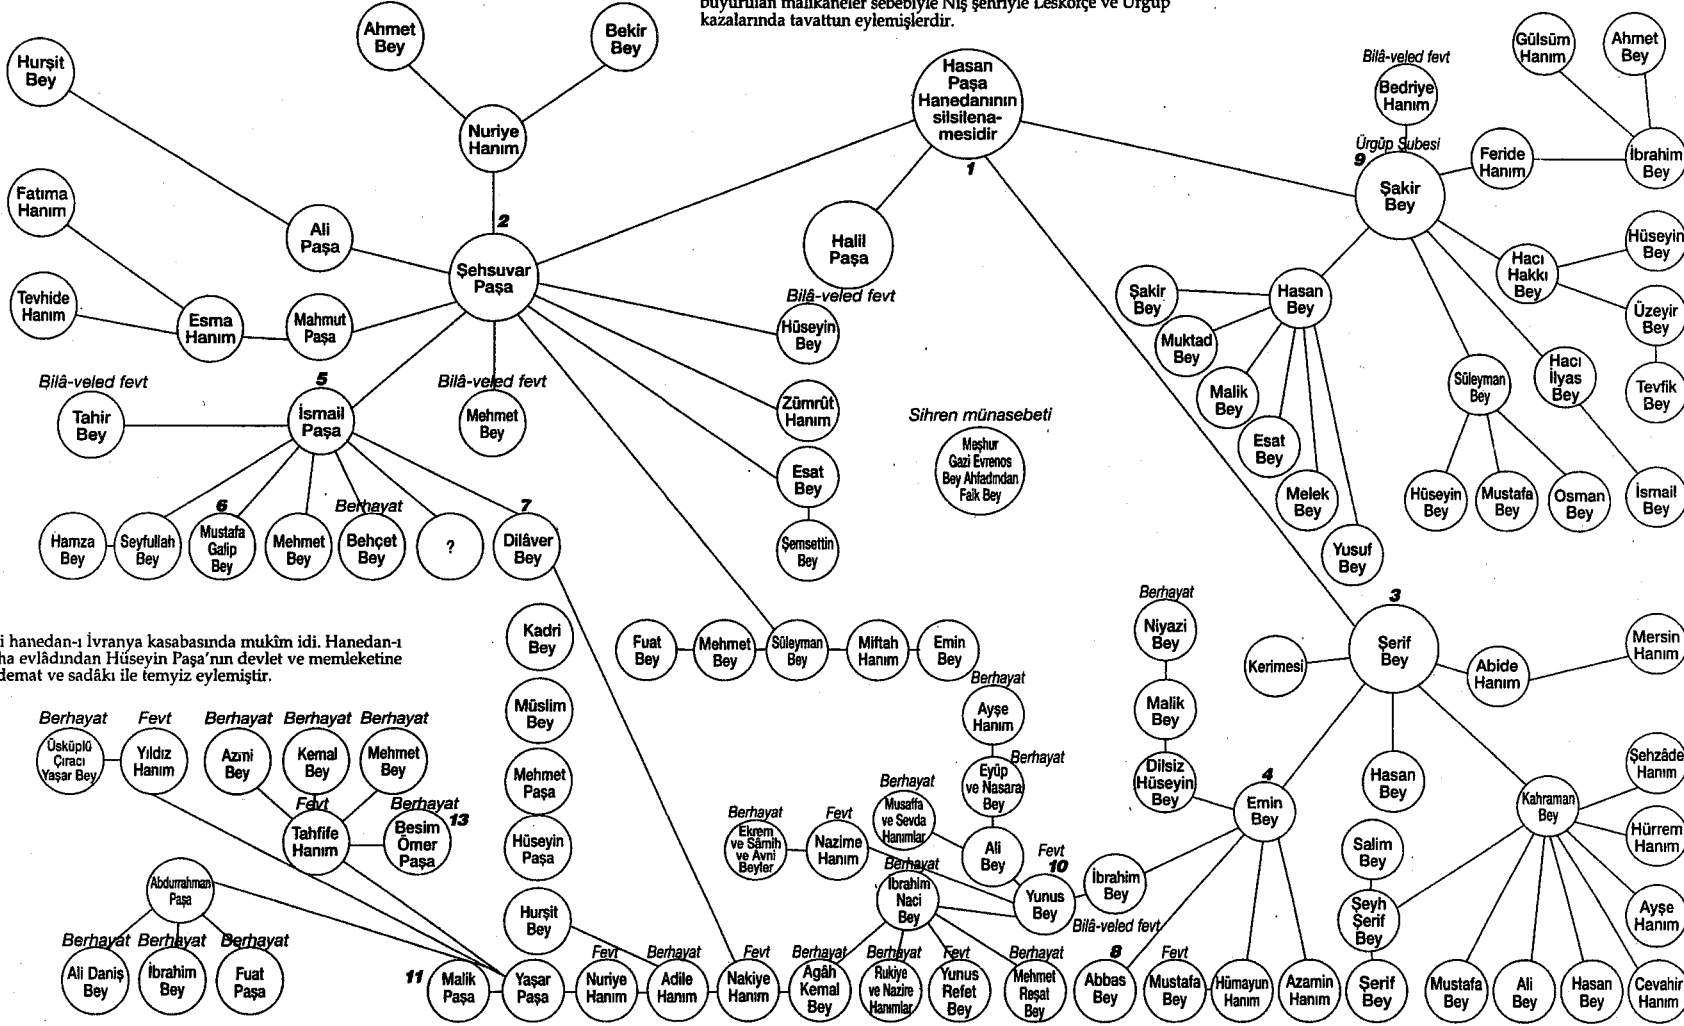 buyurulan malikâneler sebebiyle Niş şehriyle Leskofçe ve Ürgüp
kazalarında tavattun eylemişlerdir.
Hurşit
Bey
Ahmet
Bey
Bekir
Bey
Nuriye
Hanım
Hasan
Paşa
Hanedanının
silsilena-
mesidir
1
Bilâ-veled fevt
Bedriye
Hanım
Gülsüm
Hanım
Ahmet
Bey
Ürgüp Şubesi
9
Şakir
Bey
Feride
Hanım
İbrahim
Bey
Fatıma
Hanım
Ali
Paşa
2
Şehsuvar
Paşa
Halil
Paşa
Bilâ-veled fevt
Hacı
Hakkı
Bey
Hüseyin
Bey
Üzeyir
Bey
Tevfik
Bey
Tevhide
Hanım
Esma
Hanım
Mahmut
Paşa
Hüseyin
Bey
Şakir
Bey
Hasan
Bey
Muktad
Bey
Malik
Bey
Esat
Bey
Melek
Bey
Yusuf
Bey
Süleyman
Bey
Hacı
İlyas
Bey
Hüseyin
Bey
Mustafa
Bey
Osman
Bey
İsmail
Bey
Bilâ-veled fevt
Tahir
Bey
5
İsmail
Paşa
Bilâ-veled fevt
Mehmet
Bey
Zümrût
Hanım
Esat
Bey
Şemsettin
Bey
Sihren münasebeti
Meşhur
Gazi Evrenos
Bey Ahfadından
Faik Bey
Hamza
Bey
Seyfullah
Bey
6
Mustafa
Galip
Bey
Mehmet
Bey
Berhayat
Behçet
Bey
?
7
Dilâver
Bey
i hanedan-ı İvranya kasabasında mukîm idi. Hanedan-ı
ha evlâdından Hüseyin Paşa'nın devlet ve memleketine
demat ve sadâkı ile temyiz eylemiştir.
Kadri
Bey
Müslim
Bey
Mehmet
Paşa
Hüseyin
Paşa
Hurşit
Bey
Fuat
Bey
Mehmet
Bey
Süleyman
Bey
Miftah
Hanım
Emin
Bey
Berhayat
Niyazi
Bey
Malik
Bey
Dilsiz
Hüseyin
Bey
3
Şerif
Bey
Kerimesi
Abide
Hanım
Mersin
Hanım
4
Emin
Bey
Hasan
Bey
Kahraman
Bey
Şehzâde
Hanım
Hürrem
Hanım
Ayşe
Hanım
Cevahir
Hanım
Berhayat
Üsküplü
Çıracı
Yaşar Bey
Fevt
Yıldız
Hanım
Berhayat
Azmi
Bey
Berhayat
Kemal
Bey
Berhayat
Mehmet
Bey
Fevt
Tahfife
Hanım
Berhayat
Besim
Ömer
Paşa
13
Berhayat
Ayşe
Hanım
Berhayat
Eyüp
ve Nasara
Bey
Ali
Bey
Berhayat
Musaffa
ve Sevda
Hanımlar
Berhayat
Ekrem
ve Sâmih
ve Avni
Beyler
Fevt
Nazime
Hanım
Berhayat
İbrahim
Naci
Bey
Fevt
10
Yunus
Bey
İbrahim
Bey
Bilâ-veled fevt
Salim
Bey
Şeyh
Şerif
Bey
Şerif
Bey
Abdurrahman
Paşa
Berhayat
Ali Daniş
Bey
Berhayat
İbrahim
Bey
Berhayat
Fuat
Paşa
11
Malik
Paşa
Yaşar
Paşa
Fevt
Nuriye
Hanım
Berhayat
Adile
Hanım
Fevt
Nakiye
Hanım
Berhayat
Agâh
Kemal
Bey
Berhayat
Rukiye
ve Nazire
Hanımlar
Fevt
Yunus
Refet
Bey
Berhayat
Mehmet
Reşat
Bey
8
Abbas
Bey
Fevt
Mustafa
Bey
Hümayun
Hanım
Azamin
Hanım
Mustafa
Bey
Ali
Bey
Hasan
Bey